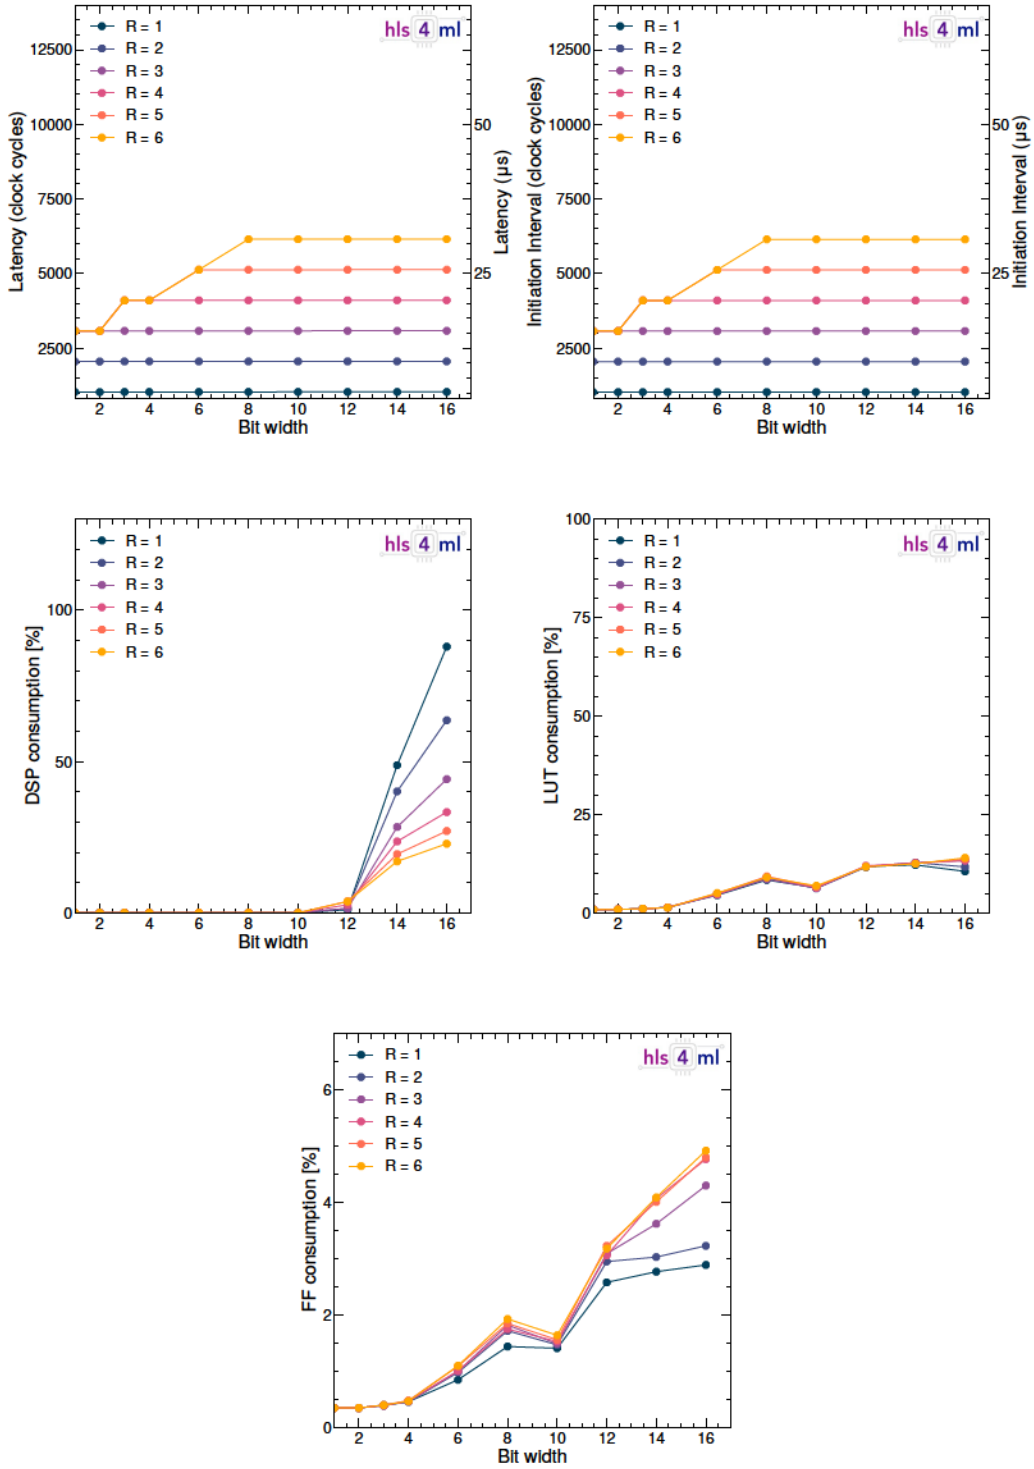 hls 4 ml
R = 1
R = 2
R = 3
R = 4
R = 5
R = 6
12500
10000
7500
5000
2500
50
25
Latency (clock cycles)
Latency (μs)
2 4 6 8 10 12 14 16
Bit width
hls 4 ml
R = 1
R = 2
R = 3
R = 4
R = 5
R = 6
12500
10000
7500
5000
2500
50
25
Initiation Interval (clock cycles)
Initiation Interval (μs)
2 4 6 8 10 12 14 16
Bit width
hls 4 ml
R = 1
R = 2
R = 3
R = 4
R = 5
R = 6
100
50
0
DSP consumption [%]
2 4 6 8 10 12 14 16
Bit width
hls 4 ml
R = 1
R = 2
R = 3
R = 4
R = 5
R = 6
100
75
50
25
0
LUT consumption [%]
2 4 6 8 10 12 14 16
Bit width
hls 4 ml
R = 1
R = 2
R = 3
R = 4
R = 5
R = 6
6
4
2
0
FF consumption [%]
2 4 6 8 10 12 14 16
Bit width